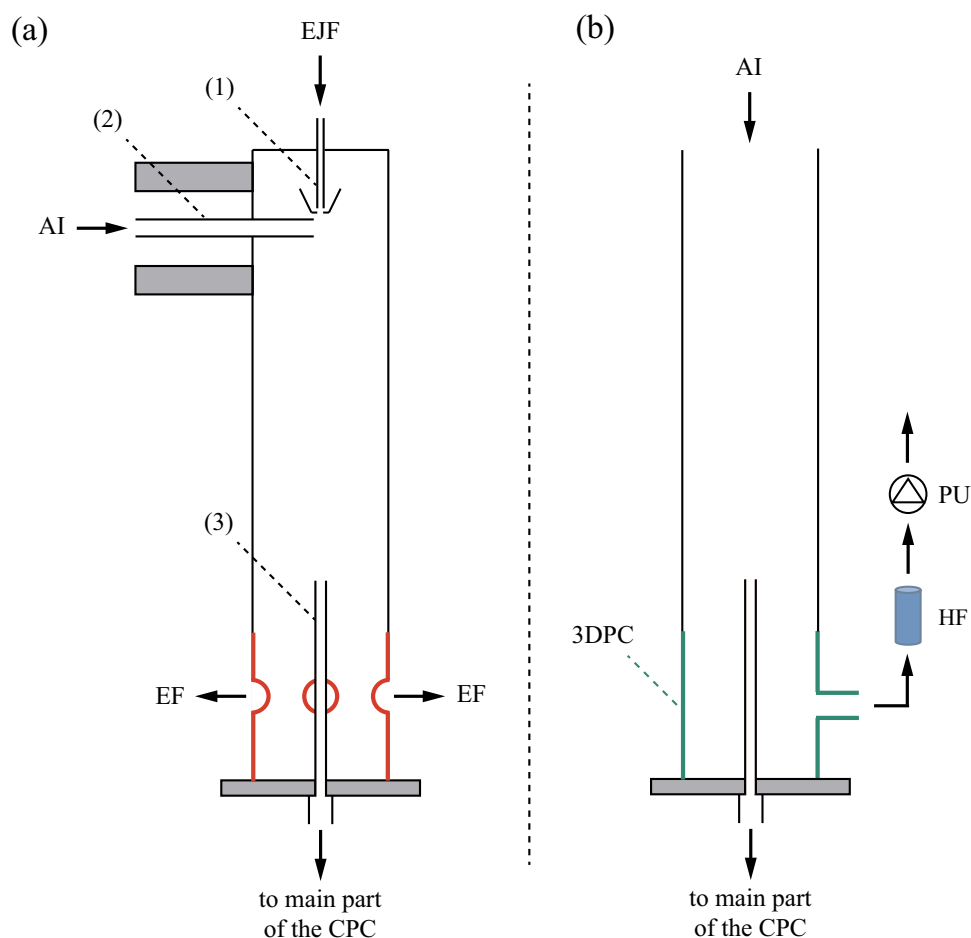 (a)
EJF
(1)
(2)
AI
(3)
EF
EF
to main part
of the CPC
(b)
AI
PU
HF
3DPC
to main part
of the CPC